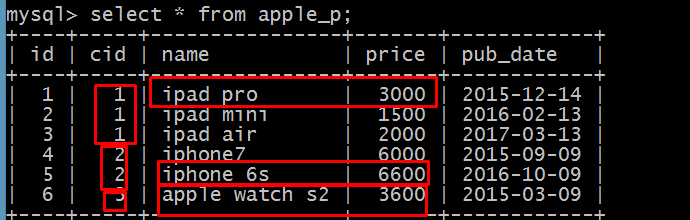 mysql> select * from apple_p;
+----+-----+----------------+-------+------------+
| id | cid | name | price | pub_date |
+----+-----+----------------+-------+------------+
| 1 | 1 | ipad pro | 3000 | 2015-12-14 |
| 2 | 1 | ipad mini | 1500 | 2016-02-13 |
| 3 | 1 | ipad air | 2000 | 2017-03-13 |
| 4 | 2 | iphone7 | 6000 | 2015-09-09 |
| 5 | 2 | iphone 6s | 6600 | 2016-10-09 |
| 6 | 3 | apple watch s2 | 3600 | 2015-03-09 |
+----+-----+----------------+-------+------------+